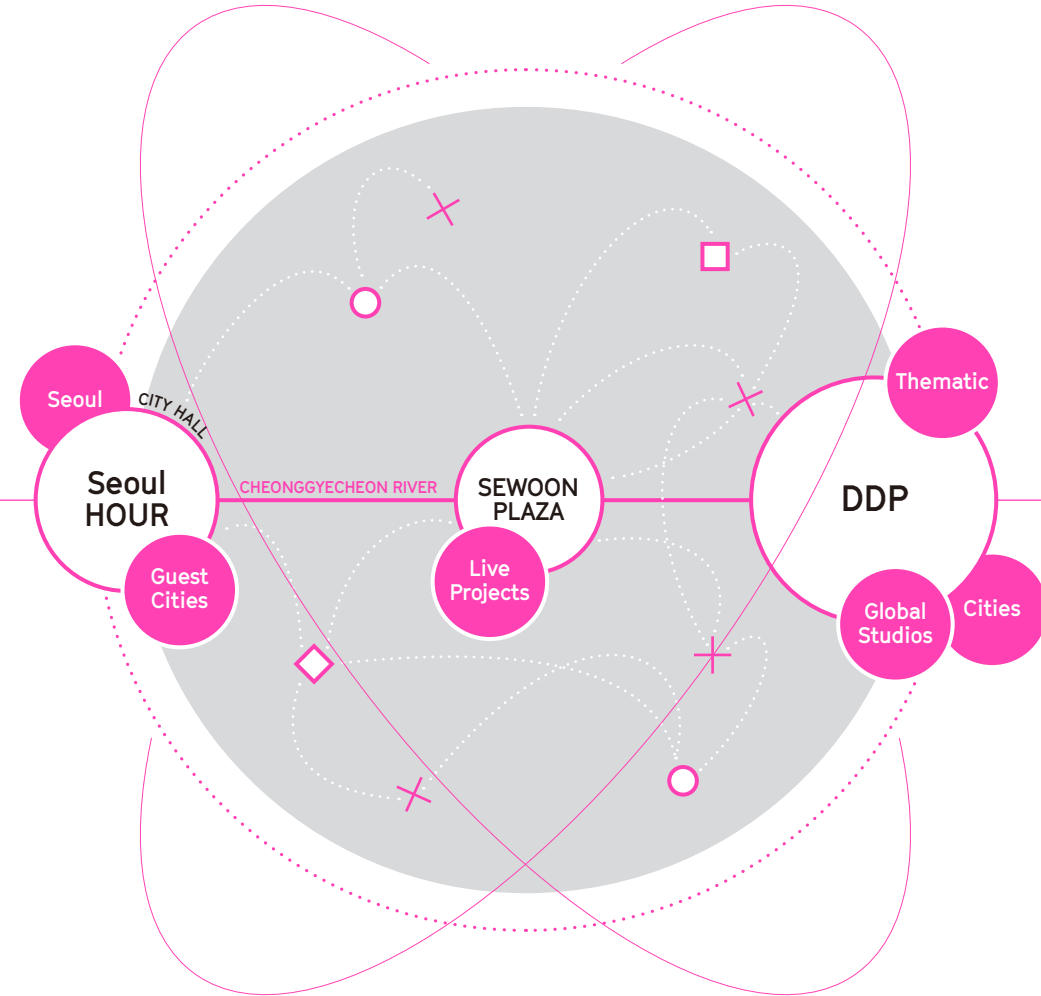 Thematic
Seoul
CITY HALL
Seoul
HOUR
CHEONGGYECHEON RIVER
SEWOON
PLAZA
DDP
Guest
Cities
Live
Projects
Global
Studios
Cities